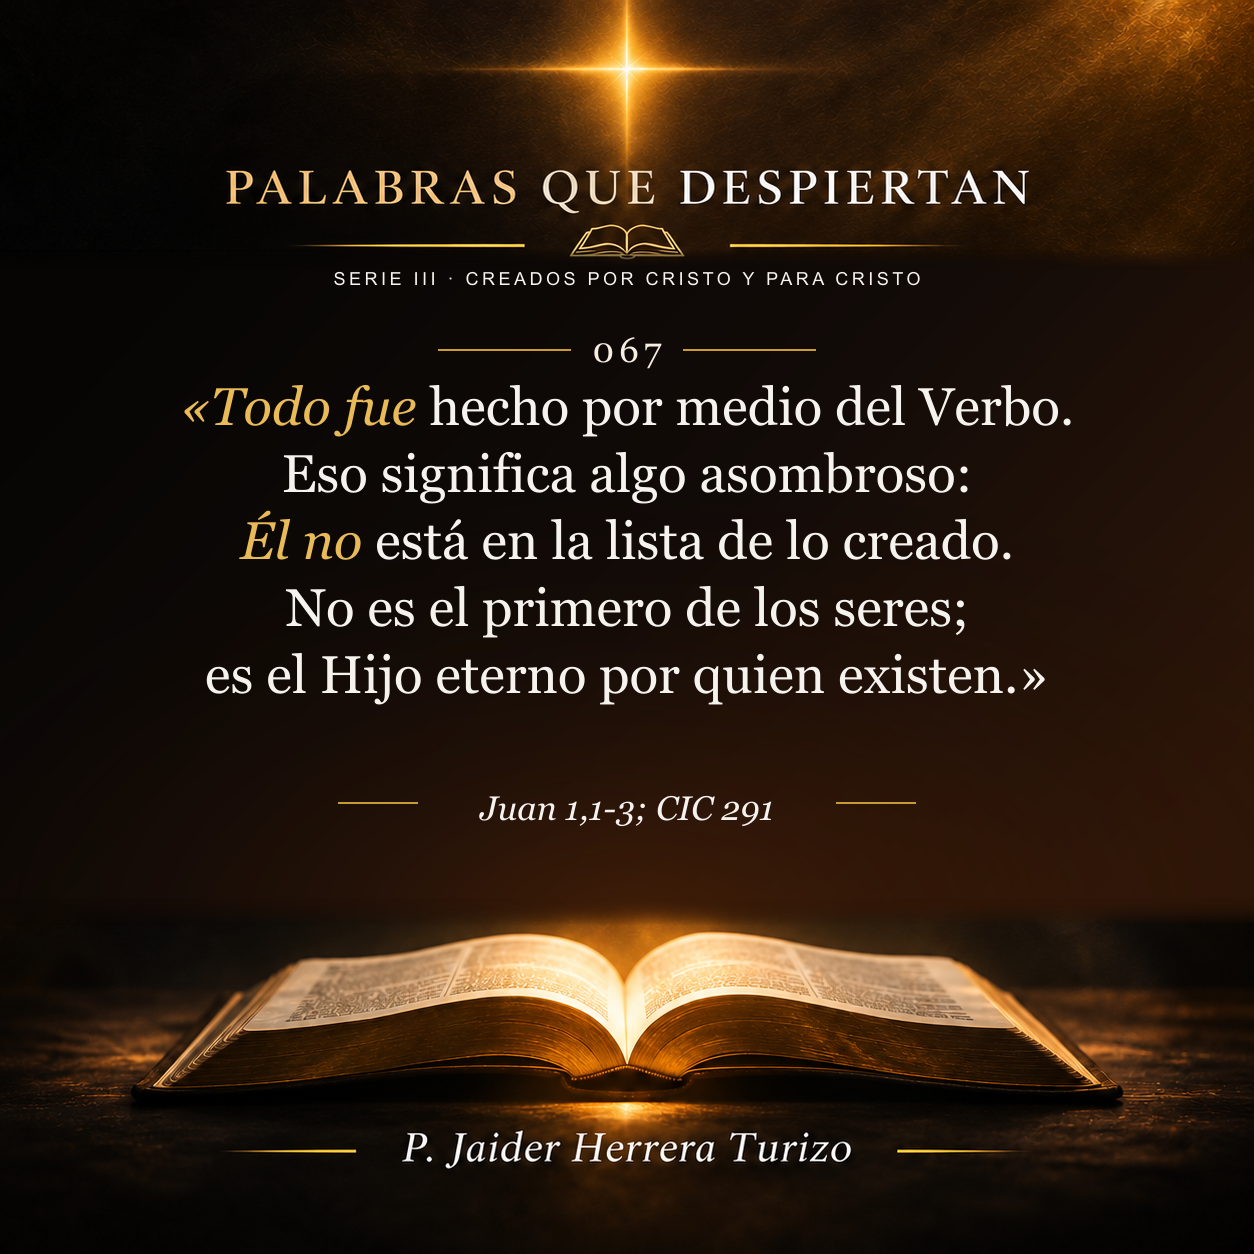 PALABRAS QUE DESPIERTAN
SERIE III · CREADOS POR CRISTO Y PARA CRISTO
067
«Todo fue hecho por medio del Verbo.
Eso significa algo asombroso:
Él no está en la lista de lo creado.
No es el primero de los seres;
es el Hijo eterno por quien existen.»
Juan 1,1-3; CIC 291
P. Jaider Herrera Turizo